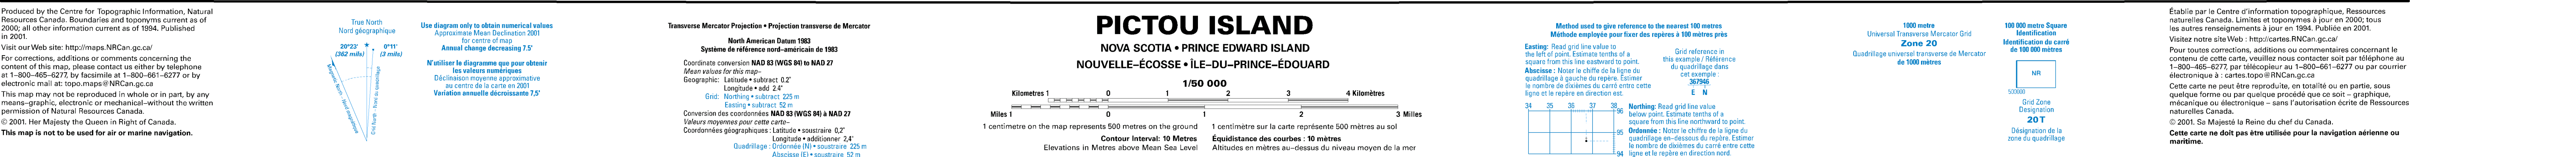 Produced by the Centre for Topographic Information, Natural
Resources Canada. Boundaries and toponyms current as of
2000; all other information current as of 1994. Published
in 2001.
Visit our Web site: http://maps.NRCan.gc.ca/
For corrections, additions or comments concerning the
content of this map, please contact us either by telephone
at 1–800–465–6277, by facsimile at 1–800–661–6277 or by
electronic mail at: topo.maps@NRCan.gc.ca
This map may not be reproduced in whole or in part, by any
means–graphic, electronic or mechanical–without the written
permission of Natural Resources Canada.
© 2001. Her Majesty the Queen in Right of Canada.
This map is not to be used for air or marine navigation.
True North
Nord géographique
20°23'
(362 mils)
0°11'
(3 mils)
Use diagram only to obtain numerical values
Approximate Mean Declination 2001
for centre of map
Annual change decreasing 7.5'
N'utiliser le diagramme que pour obtenir
les valeurs numériques
Déclinaison moyenne approximative
au centre de la carte en 2001
Variation annuelle décroissante 7,5'
Transverse Mercator Projection • Projection transverse de Mercator
North American Datum 1983
Système de référence nord–américain de 1983
Coordinate conversion NAD 83 (WGS 84) to NAD 27
Mean values for this map–
Geographic: Latitude • subtract 0.2"
Longitude • add 2.4"
Grid: Northing • subtract 225 m
Easting • subtract 52 m
Conversion des coordonnées NAD 83 (WGS 84) à NAD 27
Valeurs moyennes pour cette carte–
Coordonnées géographiques : Latitude • soustraire 0,2"
Longitude • additionner 2,4"
Quadrillage : Ordonnée (N) • soustraire 225 m
Abscisse (E) • soustraire 52 m
PICTOU ISLAND
NOVA SCOTIA • PRINCE EDWARD ISLAND
NOUVELLE–ÉCOSSE • ÎLE–DU–PRINCE–ÉDOUARD
1/50 000
Kilometres 1 0 1 2 3 4 Kilomètres
Miles 1 0 1 2 3 Milles
1 centimetre on the map represents 500 metres on the ground
1 centimètre sur la carte représente 500 mètres au sol
Contour Interval: 10 Metres
Équidistance des courbes : 10 mètres
Elevations in Metres above Mean Sea Level
Altitudes en mètres au–dessus du niveau moyen de la mer
Method used to give reference to the nearest 100 metres
Méthode employée pour fixer des repères à 100 mètres près
Easting: Read grid line value to
the left of point. Estimate tenths of a
square from this line eastward to point.
Abscisse : Noter le chiffre de la ligne du
quadrillage à gauche du repère. Estimer
le nombre de dixièmes du carré entre cette
ligne et le repère en direction est.
Grid reference in
this example / Référence
du quadrillage dans
cet exemple :
367946
E N
34 35 36 37 38
96
95
94
Northing: Read grid line value
below point. Estimate tenths of a
square from this line northward to point.
Ordonnée : Noter le chiffre de la ligne du
quadrillage en–dessous du repère. Estimer
le nombre de dixièmes du carré entre cette
ligne et le repère en direction nord.
1000 metre
Universal Transverse Mercator Grid
Zone 20
Quadrillage universel transverse de Mercator
de 1000 mètres
100 000 metre Square
Identification
Identification du carré
de 100 000 mètres
NR
Grid Zone
Designation
20T
Désignation de la
zone du quadrillage
Établie par le Centre d'information topographique, Ressources
naturelles Canada. Limites et toponymes à jour en 2000; tous
les autres renseignements à jour en 1994. Publiée en 2001.
Visitez notre site Web : http://cartes.RNCan.gc.ca/
Pour toutes corrections, additions ou commentaires concernant le
contenu de cette carte, veuillez nous contacter soit par téléphone au
1–800–465–6277, par télécopieur au 1–800–661–6277 ou par courrier
électronique à : cartes.topo@RNCan.gc.ca
Cette carte ne peut être reproduite, en totalité ou en partie, sous
quelque forme ou par quelque procédé que ce soit – graphique,
mécanique ou électronique – sans l'autorisation écrite de Ressources
naturelles Canada.
© 2001. Sa Majesté la Reine du chef du Canada.
Cette carte ne doit pas être utilisée pour la navigation aérienne ou
maritime.